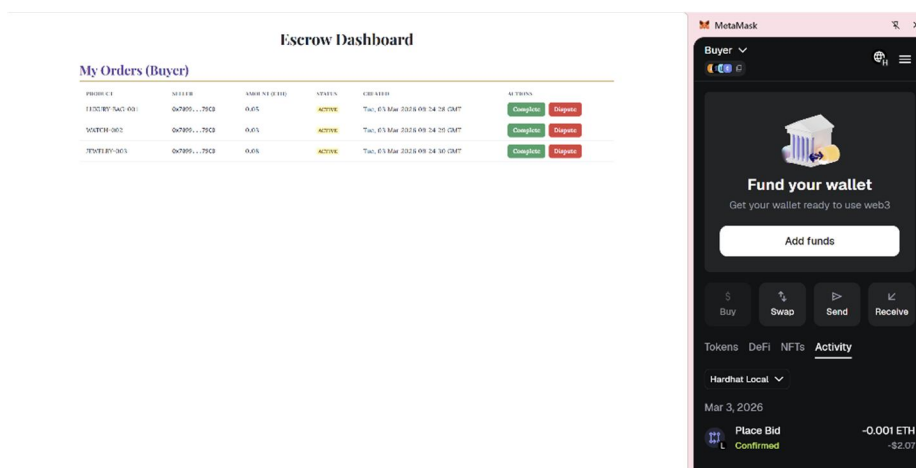 Escrow Dashboard
My Orders (Buyer)
PRODUCT SELLER AMOUNT (ETH) STATUS CREATED ACTIONS
LUXURY-BAG-001 0x7099...79C8 0.05 ACTIVE Tue, 03 Mar 2026 09:24:28 GMT Complete Dispute
WATCH-002 0x7099...79C8 0.03 ACTIVE Tue, 03 Mar 2026 09:24:29 GMT Complete Dispute
JEWELRY-003 0x7099...79C8 0.08 ACTIVE Tue, 03 Mar 2026 09:24:30 GMT Complete Dispute
MetaMask
Buyer
Fund your wallet
Get your wallet ready to use web3
Add funds
Buy Swap Send Receive
Tokens DeFi NFTs Activity
Hardhat Local
Mar 3, 2026
Place Bid -0.001 ETH
Confirmed -$2.07